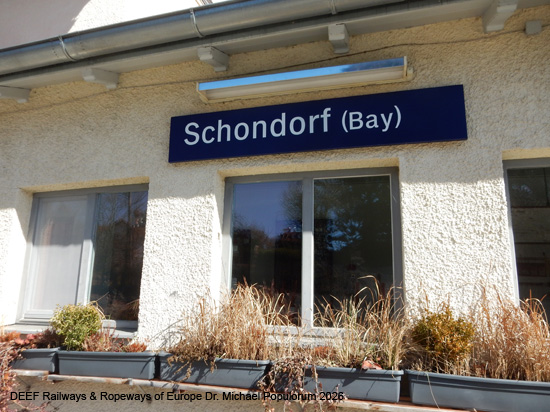 Schondorf (Bay)
DEEF Railways & Ropeways of Europe Dr. Michael Populorum 2026